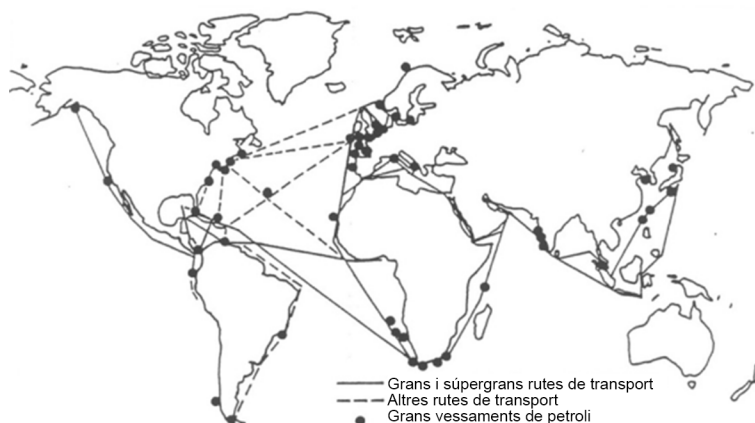 Grans i súpergrans rutes de transport
Altres rutes de transport
Grans vessaments de petroli